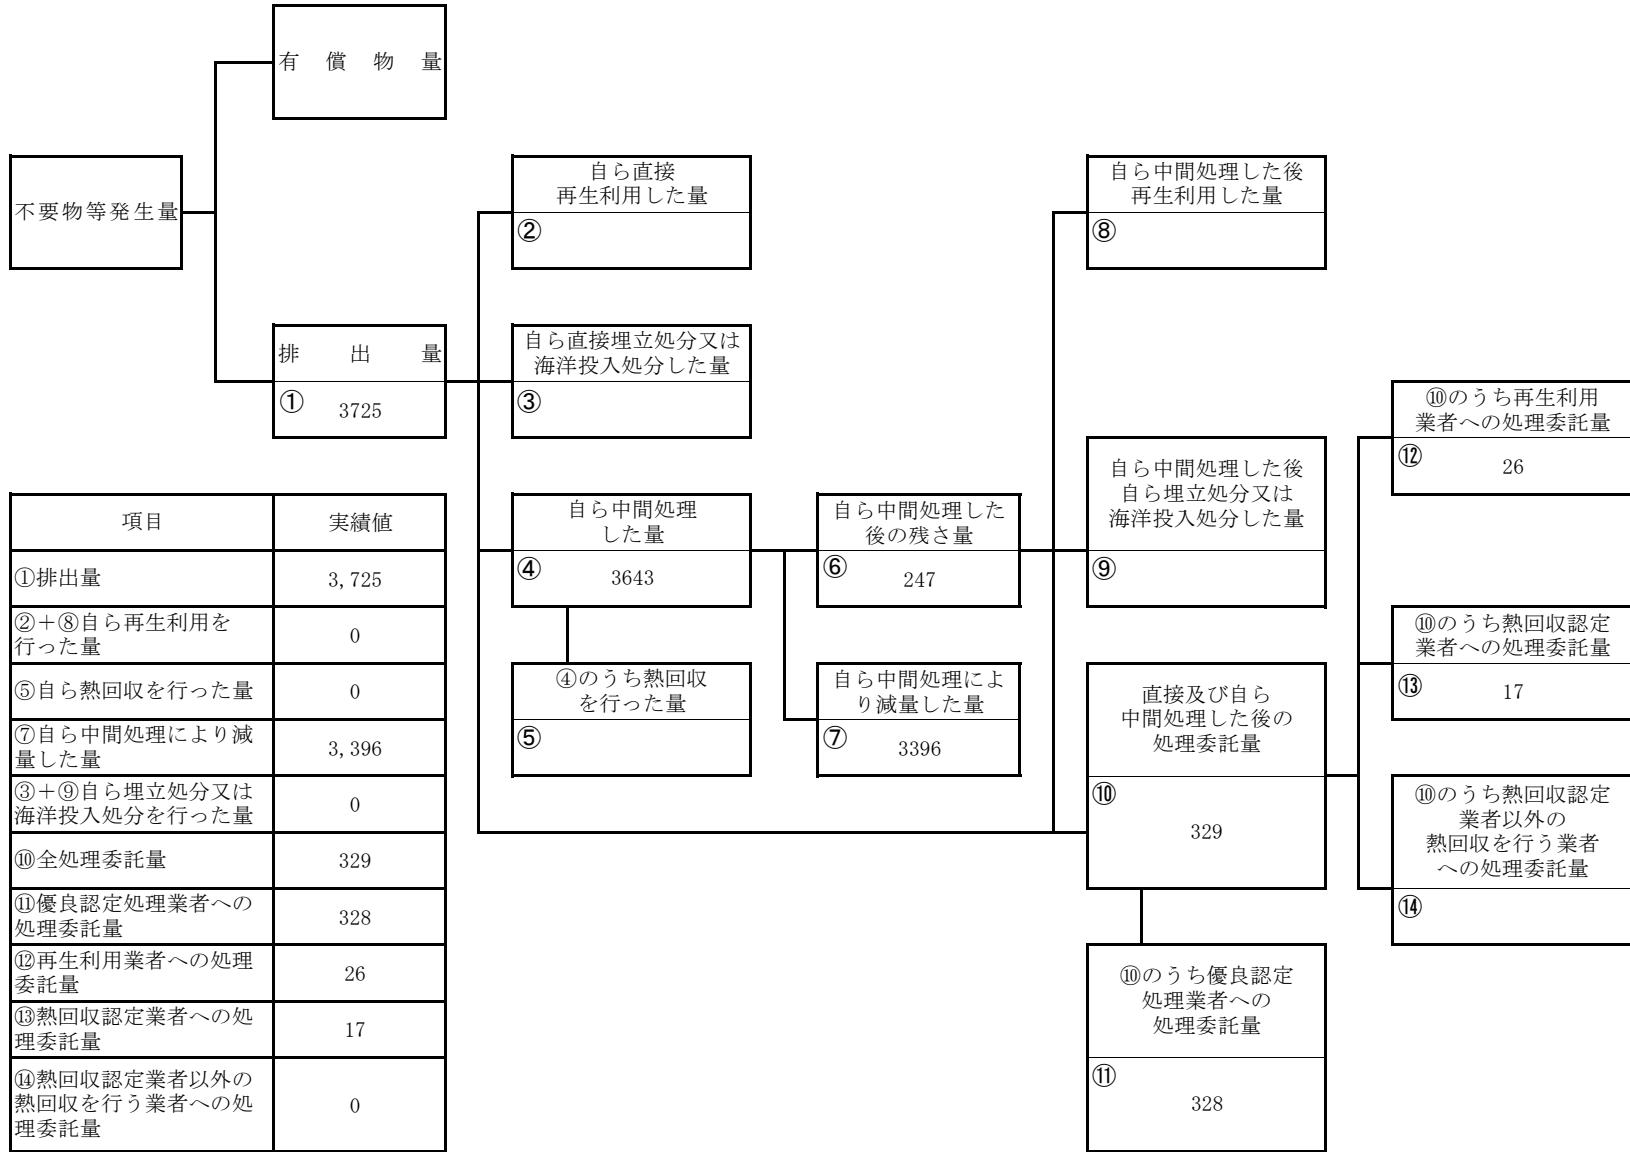 有 償 物 量
不要物等発生量
自ら直接
再生利用した量
②
自ら中間処理した後
再生利用した量
⑧
排 出 量
① 3725
自ら直接埋立処分又は
海洋投入処分した量
③
⑩のうち再生利用
業者への処理委託量
⑫ 26
自ら中間処理
した量
④ 3643
自ら中間処理した
後の残さ量
⑥ 247
自ら中間処理した後
自ら埋立処分又は
海洋投入処分した量
⑨
⑩のうち熱回収認定
業者への処理委託量
⑬ 17
④のうち熱回収
を行った量
⑤
自ら中間処理によ
り減量した量
⑦ 3396
直接及び自ら
中間処理した後の
処理委託量
⑩
329
⑩のうち熱回収認定
業者以外の
熱回収を行う業者
への処理委託量
⑭
⑩のうち優良認定
処理業者への
処理委託量
⑪
328
項目 実績値
①排出量 3,725
②＋⑧自ら再生利用を
行った量 0
⑤自ら熱回収を行った量 0
⑦自ら中間処理により減
量した量 3,396
③＋⑨自ら埋立処分又は
海洋投入処分を行った量 0
⑩全処理委託量 329
⑪優良認定処理業者への
処理委託量 328
⑫再生利用業者への処理
委託量 26
⑬熱回収認定業者への処
理委託量 17
⑭熱回収認定業者以外の
熱回収を行う業者への処
理委託量 0